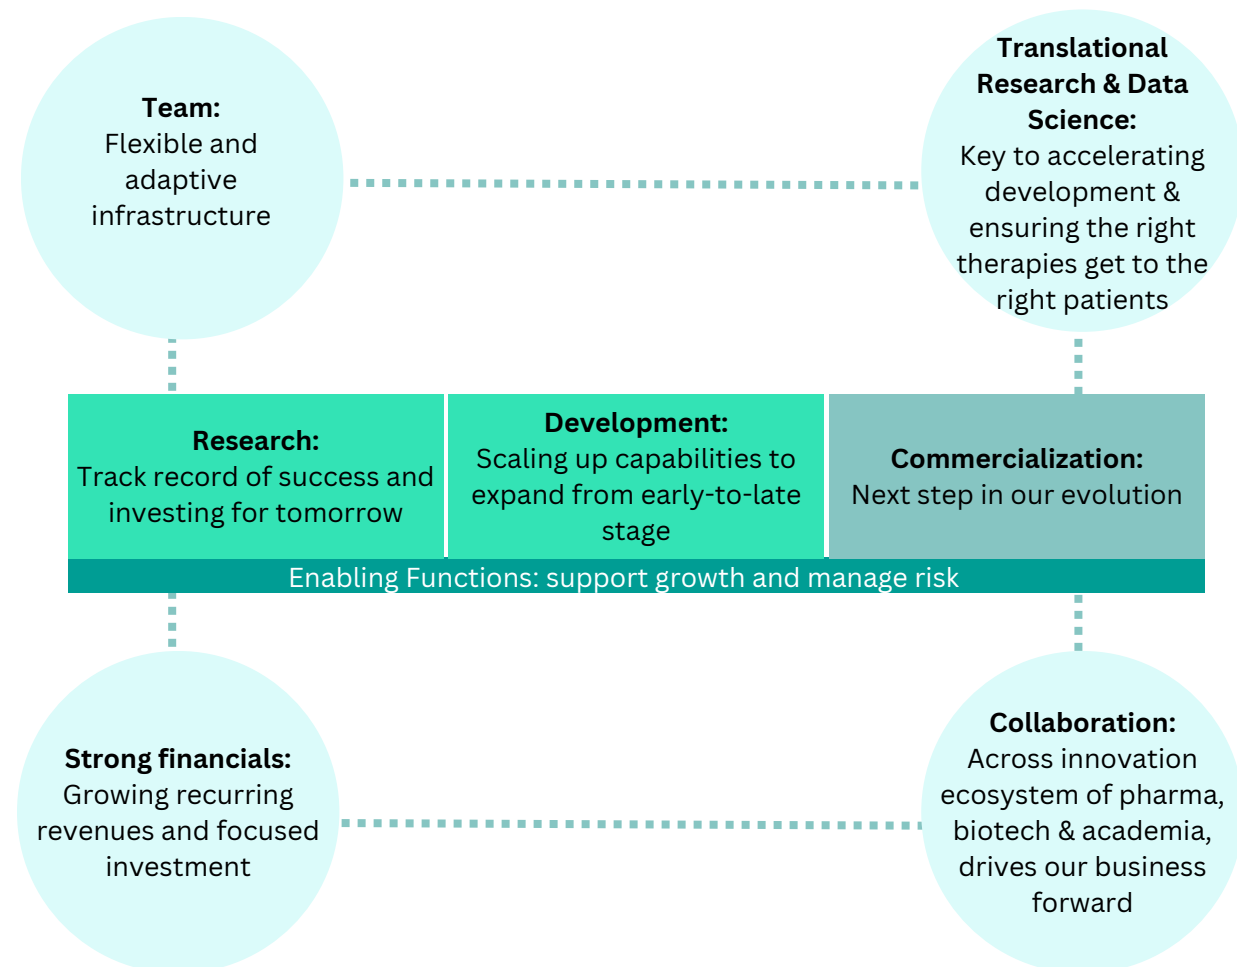 Team:
Flexible and
adaptive
infrastructure
Translational
Research & Data
Science:
Key to accelerating
development &
ensuring the right
therapies get to the
right patients
Research:
Track record of success and
investing for tomorrow
Development:
Scaling up capabilities to
expand from early-to-late
stage
Commercialization:
Next step in our evolution
Enabling Functions: support growth and manage risk
Strong financials:
Growing recurring
revenues and focused
investment
Collaboration:
Across innovation
ecosystem of pharma,
biotech & academia,
drives our business
forward